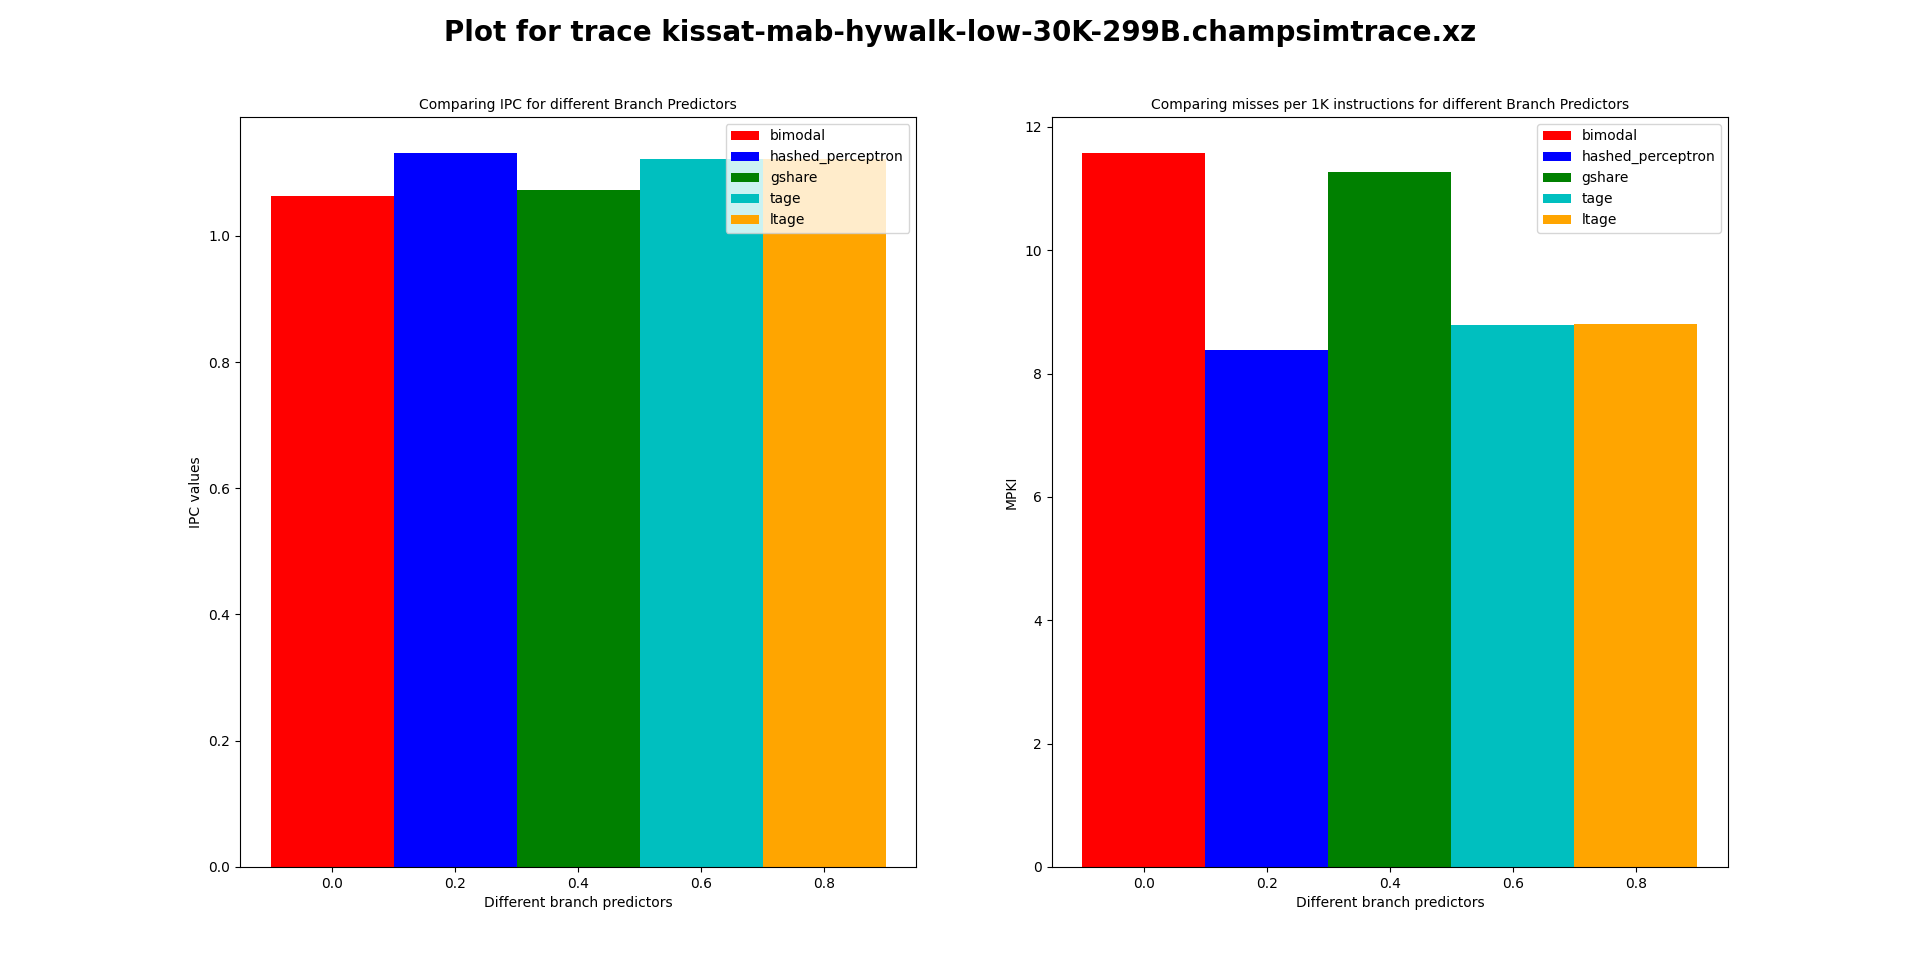 Plot for trace kissat-mab-hywalk-low-30K-299B.champsimtrace.xz
Comparing IPC for different Branch Predictors
bimodal
hashed_perceptron
gshare
tage
ltage
1.0
0.8
0.6
0.4
0.2
0.0
IPC values
0.0 0.2 0.4 0.6 0.8
Different branch predictors
Comparing misses per 1K instructions for different Branch Predictors
bimodal
hashed_perceptron
gshare
tage
ltage
12
10
8
6
4
2
0
MPKI
0.0 0.2 0.4 0.6 0.8
Different branch predictors